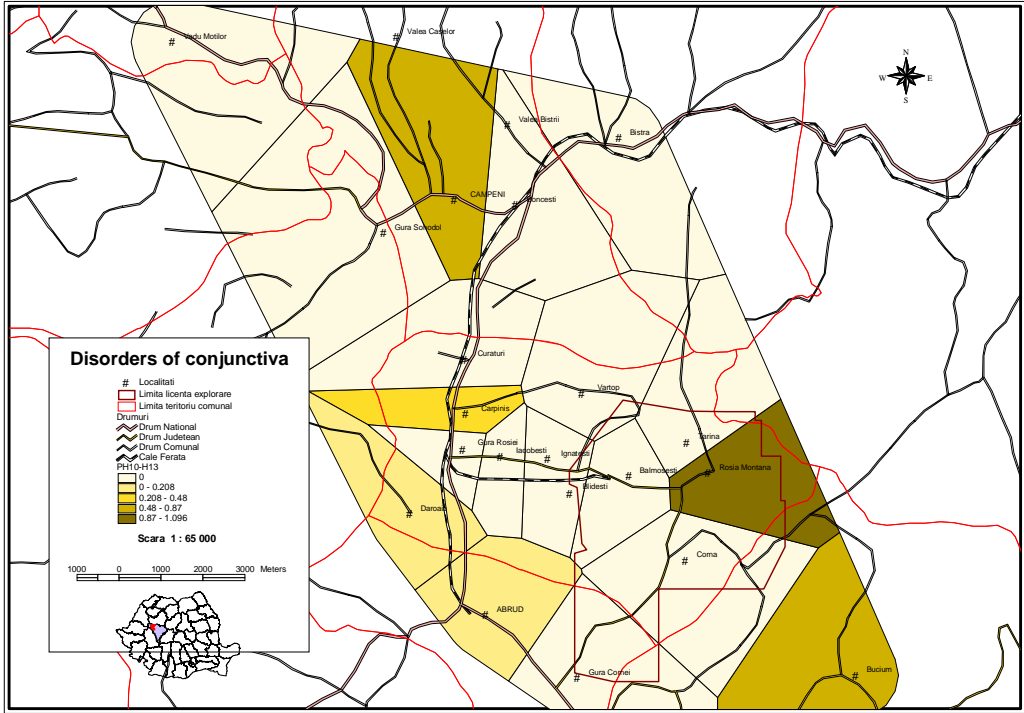 Vadu Motilor
# Valea Caselor
#
N
W E
S
# Valea Bistrii
# Bistra
CAMPENI
#
# Boncesti
# Gura Sohodol
Disorders of conjunctiva
# Localitati
Limita licenta explorare
Limita teritoriu comunal
Drumuri
Drum National
Drum Judetean
Drum Comunal
Cale Ferata
PH10-H13
0
0 - 0.208
0.208 - 0.48
0.48 - 0.87
0.87 - 1.096
Scara 1 : 65 000
1000 0 1000 2000 3000 Meters
# Curaturi
# Vartop
# Carpinis
# Tarina
# Gura Rosiei
# Iacobesti
# Ignatesti
# Balmosesti
# Rosia Montana
# Blidesti
Daroaia
#
# Corna
# ABRUD
# Gura Cornei
# Bucium